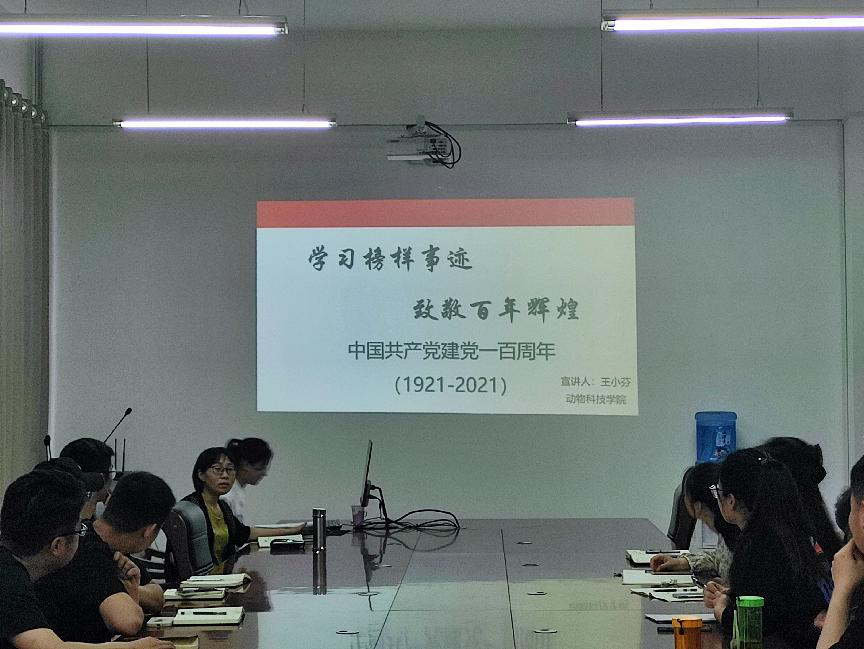 学习榜样事迹
致敬百年辉煌
中国共产党建党一百周年
（1921-2021）
宣讲人：王小芬
动物科技学院